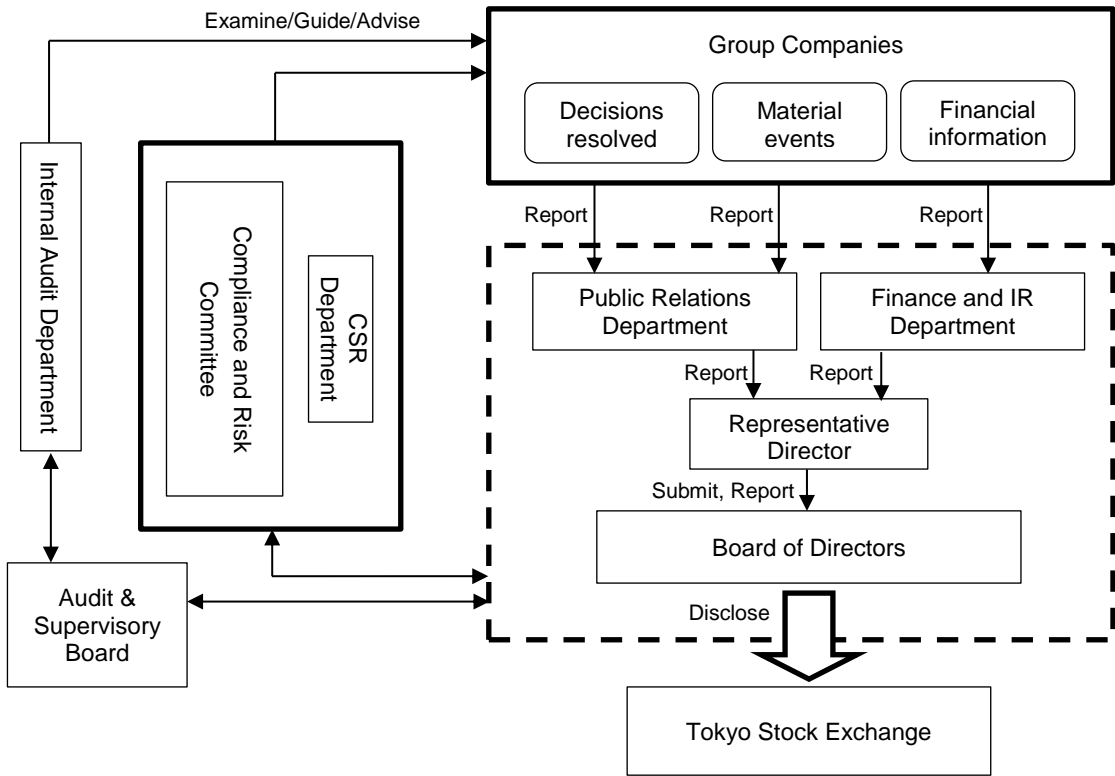 Examine/Guide/Advise
Group Companies
Decisions
resolved
Material
events
Financial
information
Internal Audit Department
Compliance and Risk
Committee
CSR
Department
Report
Report
Report
Public Relations
Department
Finance and IR
Department
Report
Report
Representative
Director
Submit, Report
Board of Directors
Audit &
Supervisory
Board
Disclose
Tokyo Stock Exchange